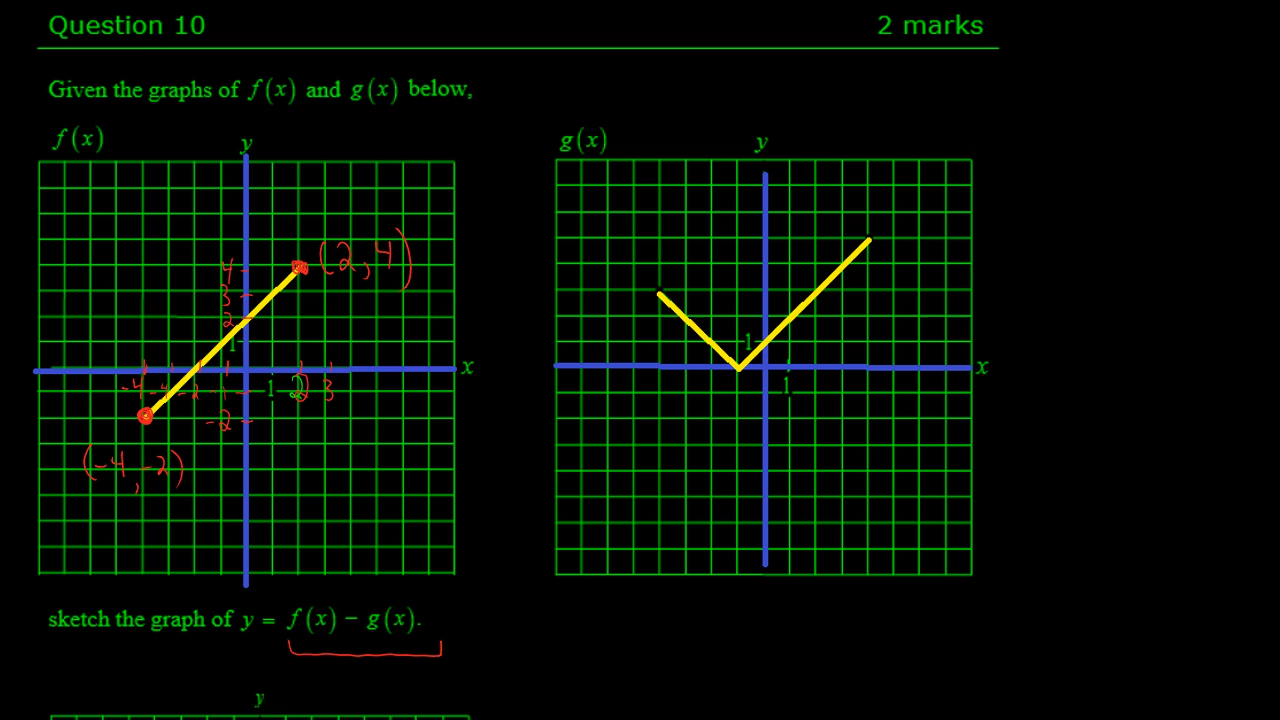 Question 10 2 marks
Given the graphs of f(x) and g(x) below,
f(x) y
4
3
2
1
x
-4 -2 -1 1 2 3
-2
(2,4)
(-4,-2)
g(x) y
1
x
1
sketch the graph of y = f(x) − g(x).
y